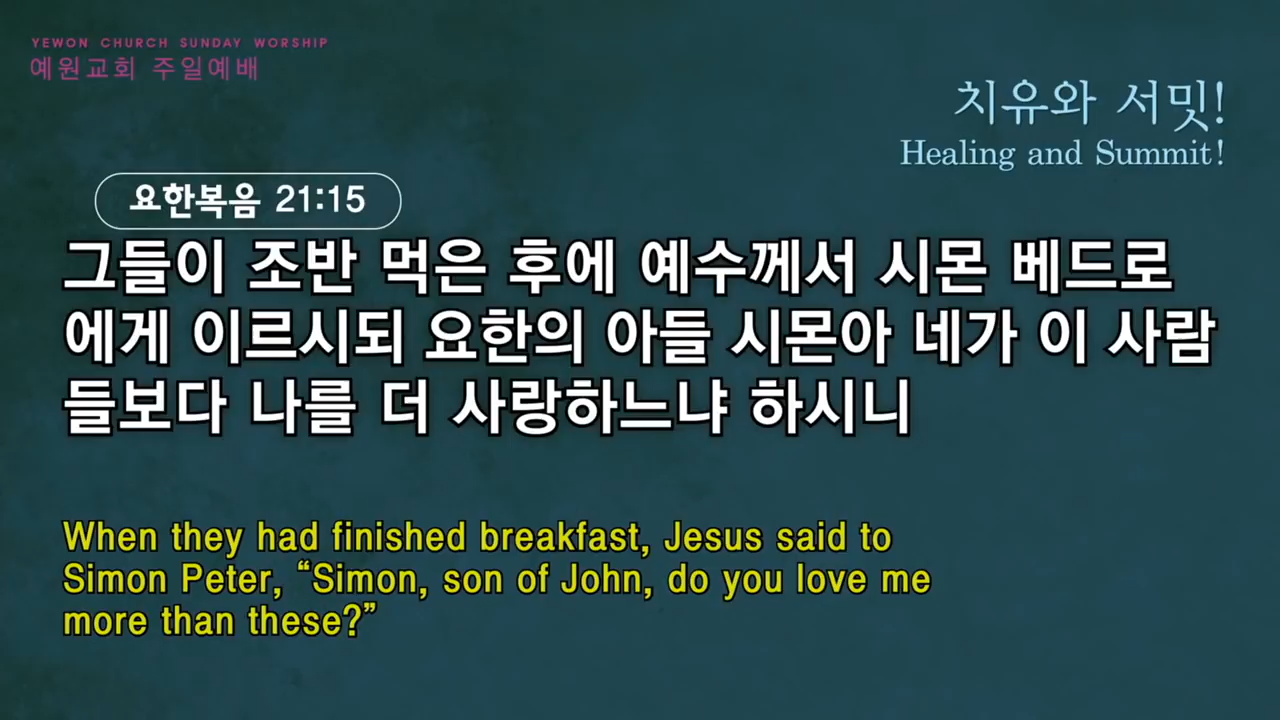 YEWON CHURCH SUNDAY WORSHIP
예원교회 주일예배
치유와 서밋!
Healing and Summit!
요한복음 21:15
그들이 조반 먹은 후에 예수께서 시몬 베드로
에게 이르시되 요한의 아들 시몬아 네가 이 사람
들보다 나를 더 사랑하느냐 하시니
When they had finished breakfast, Jesus said to
Simon Peter, “Simon, son of John, do you love me
more than these?”